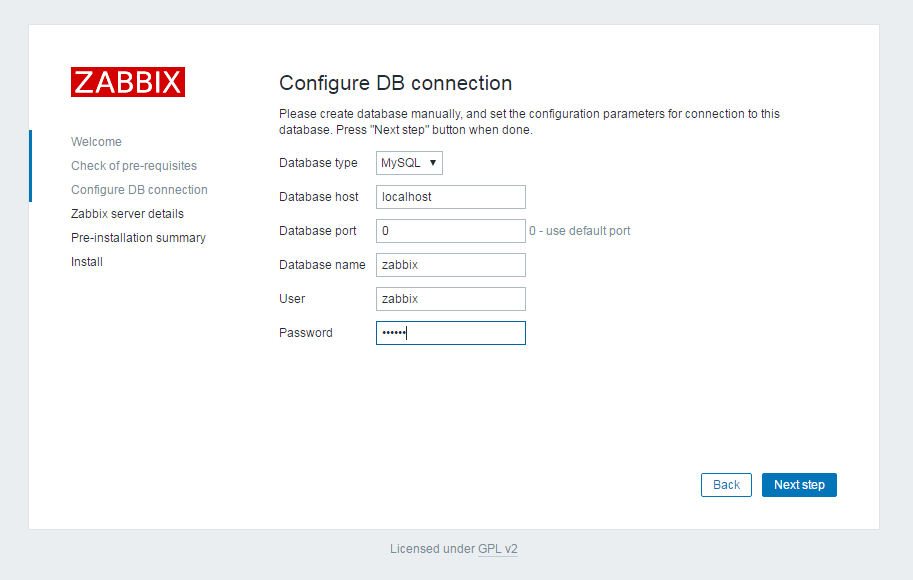 ZABBIX
Welcome
Check of pre-requisites
Configure DB connection
Zabbix server details
Pre-installation summary
Install
Configure DB connection
Please create database manually, and set the configuration parameters for connection to this
database. Press "Next step" button when done.
Database type MySQL ▼
Database host localhost
Database port 0 0 - use default port
Database name zabbix
User zabbix
Password ••••••
Back Next step
Licensed under GPL v2